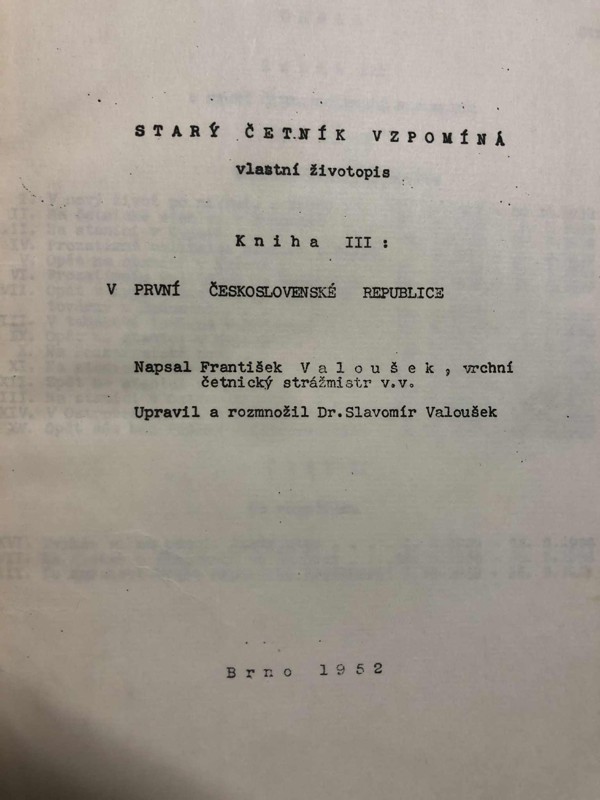 STARÝ ČETNÍK VZPOMÍNÁ
vlastní životopis
Kniha III:
V PRVNÍ ČESKOSLOVENSKÉ REPUBLICE
Napsal František Valoušek, vrchní
četnický strážmistr v.v.
Upravil a rozmnožil Dr.Slavomír Valoušek
Brno 1952